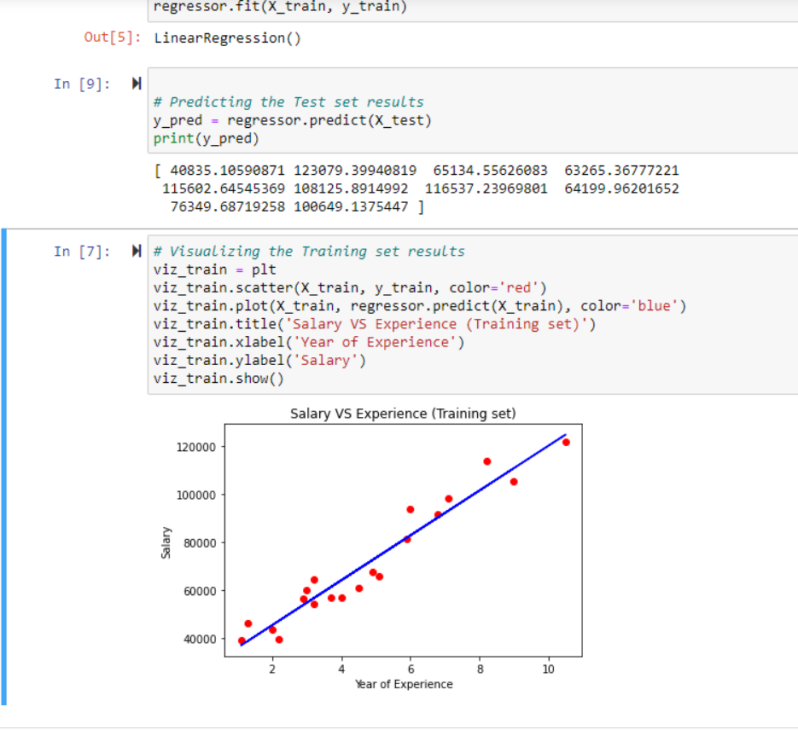 regressor.fit(X_train, y_train)
Out[5]: LinearRegression()
In [9]:
# Predicting the Test set results
y_pred = regressor.predict(X_test)
print(y_pred)
[ 40835.10590871 123079.39940819 65134.55626083 63265.36777221
115602.64545369 108125.8914992 116537.23969801 64199.96201652
76349.68719258 100649.1375447 ]
In [7]: # Visualizing the Training set results
viz_train = plt
viz_train.scatter(X_train, y_train, color='red')
viz_train.plot(X_train, regressor.predict(X_train), color='blue')
viz_train.title('Salary VS Experience (Training set)')
viz_train.xlabel('Year of Experience')
viz_train.ylabel('Salary')
viz_train.show()
Salary VS Experience (Training set)
120000
100000
80000
60000
40000
Salary
2 4 6 8 10
Year of Experience